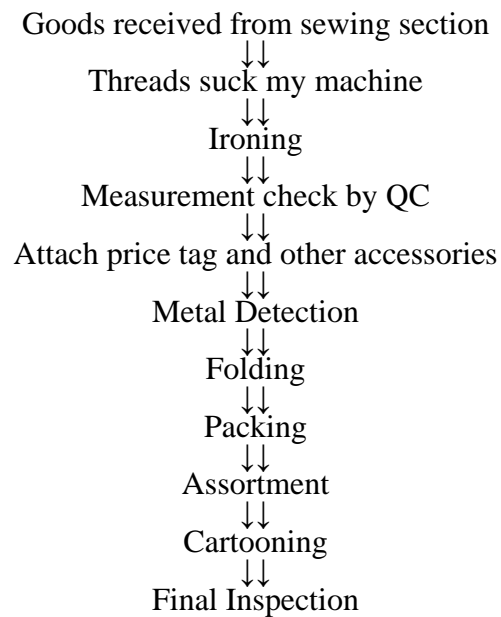 Goods received from sewing section
↓↓
Threads suck my machine
↓↓
Ironing
↓↓
Measurement check by QC
↓↓
Attach price tag and other accessories
↓↓
Metal Detection
↓↓
Folding
↓↓
Packing
↓↓
Assortment
↓↓
Cartooning
↓↓
Final Inspection